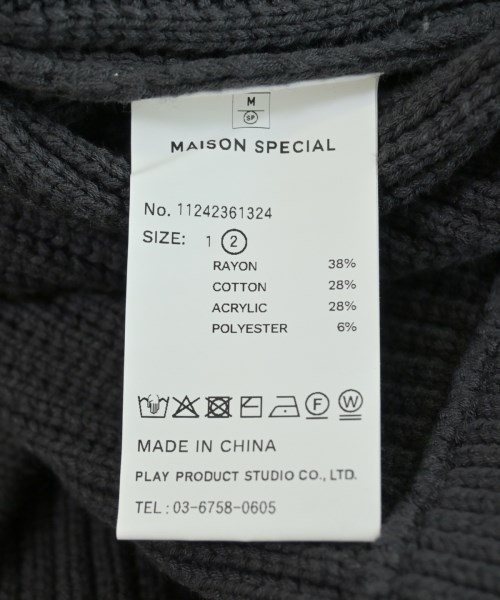 M
SP
MAISON SPECIAL
No. 11242361324
SIZE: 1 2
RAYON 38%
COTTON 28%
ACRYLIC 28%
POLYESTER 6%
F W
MADE IN CHINA
PLAY PRODUCT STUDIO CO., LTD.
TEL : 03-6758-0605